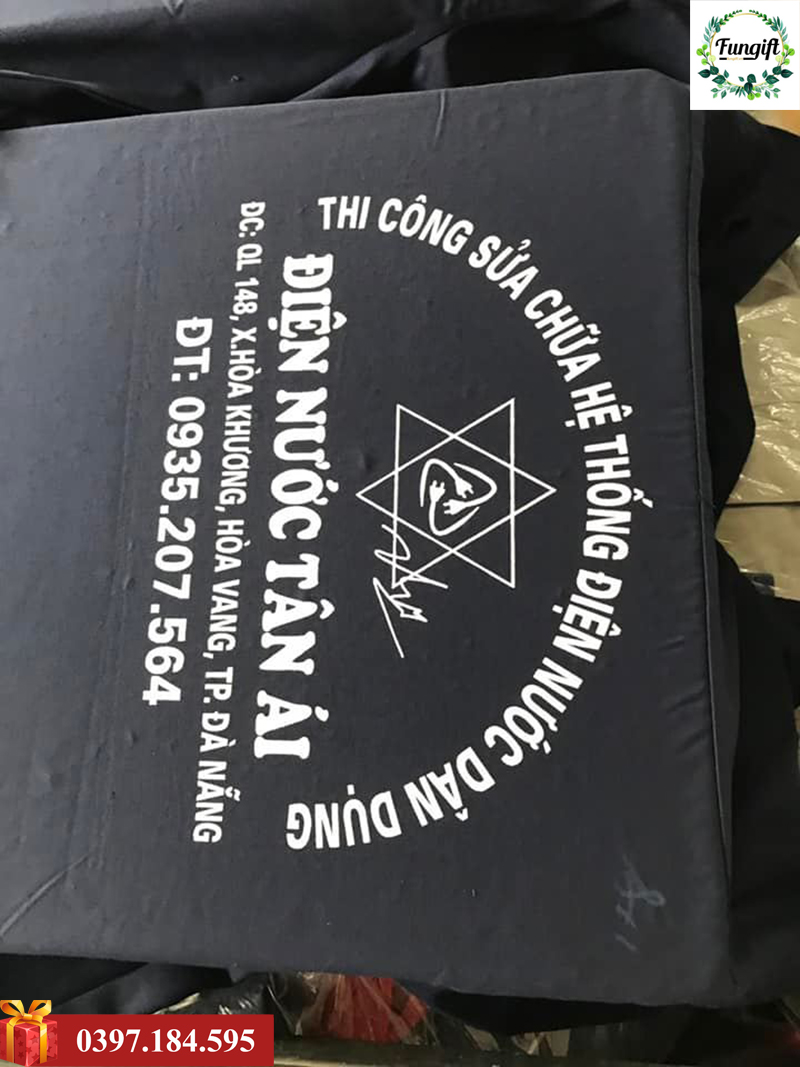 Fungift
THI CÔNG SỬA CHỮA HỆ THỐNG ĐIỆN NƯỚC DÂN DỤNG
ĐIỆN NƯỚC TÂN ÁI
ĐC: QL 14B, X.HÒA KHƯƠNG, HÒA VANG, TP. ĐÀ NẴNG
ĐT: 0935.207.564
0397.184.595